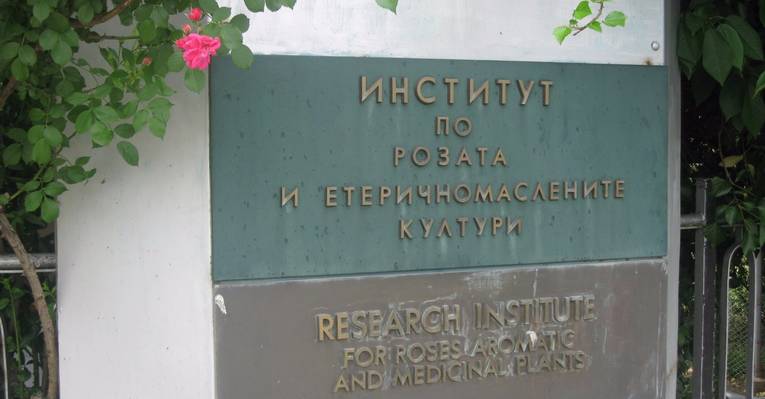 ИНСТИТУТ
ПО
РОЗАТА
И ЕТЕРИЧНОМАСЛЕНИТЕ
КУЛТУРИ
RESEARCH INSTITUTE
FOR ROSES AROMATIC
AND MEDICINAL PLANTS